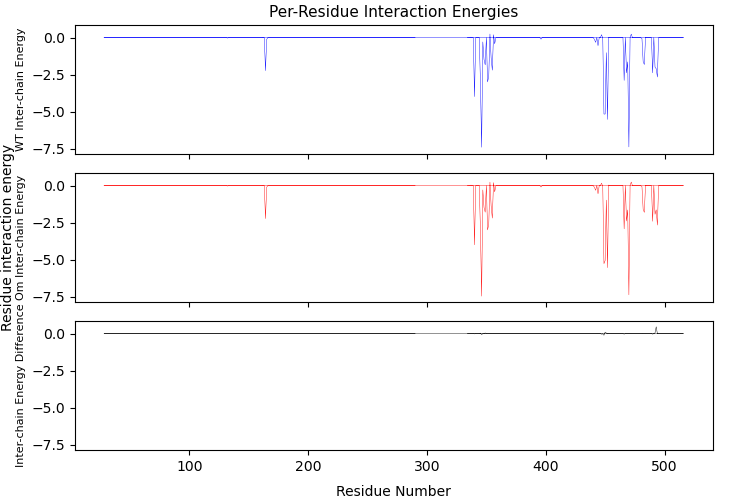 Per-Residue Interaction Energies
WT Inter-chain Energy
0.0
−2.5
−5.0
−7.5
Residue interaction energy
Om Inter-chain Energy
0.0
−2.5
−5.0
−7.5
Inter-chain Energy Difference
0.0
−2.5
−5.0
−7.5
100 200 300 400 500
Residue Number